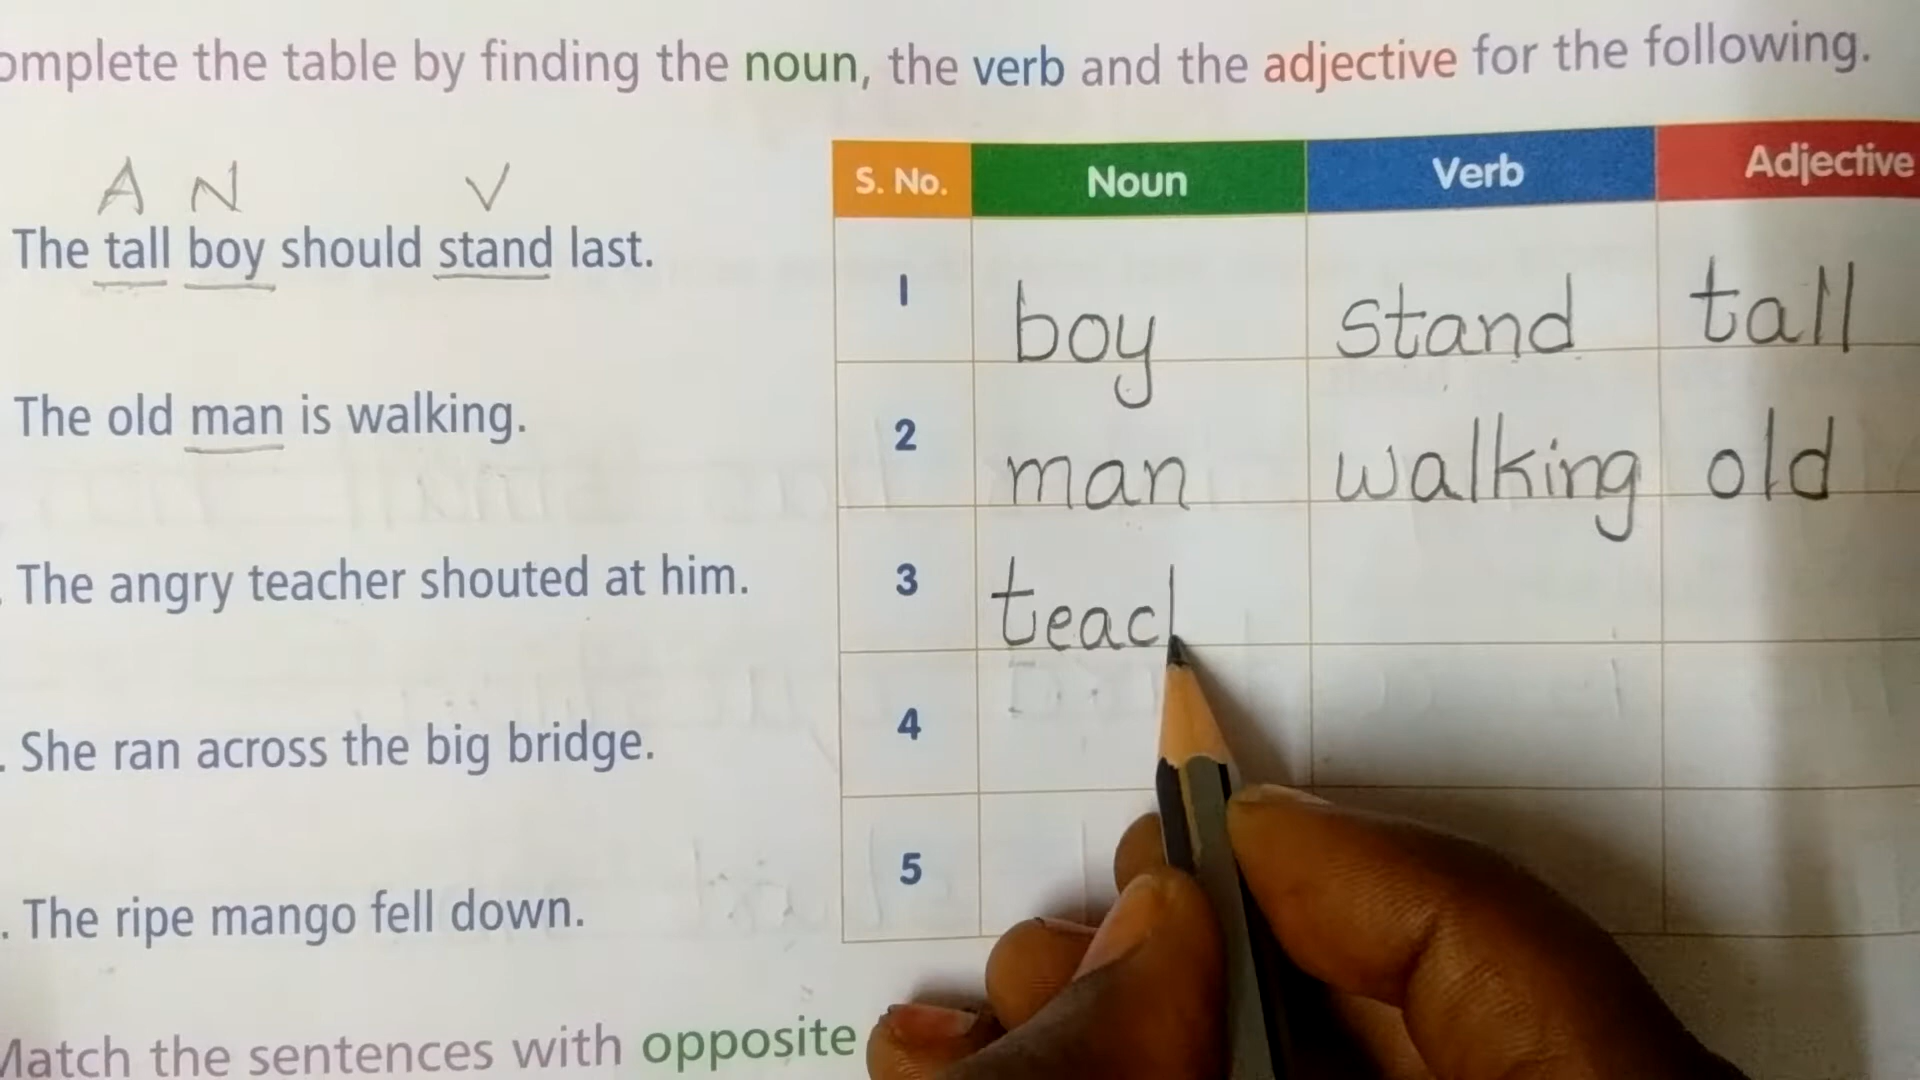 omplete the table by finding the noun, the verb and the adjective for the following.
A N V
The tall boy should stand last.
The old man is walking.
. The angry teacher shouted at him.
. She ran across the big bridge.
. The ripe mango fell down.
S. No. Noun Verb Adjective
1 boy stand tall
2 man walking old
3 teach
4
5
Match the sentences with opposite